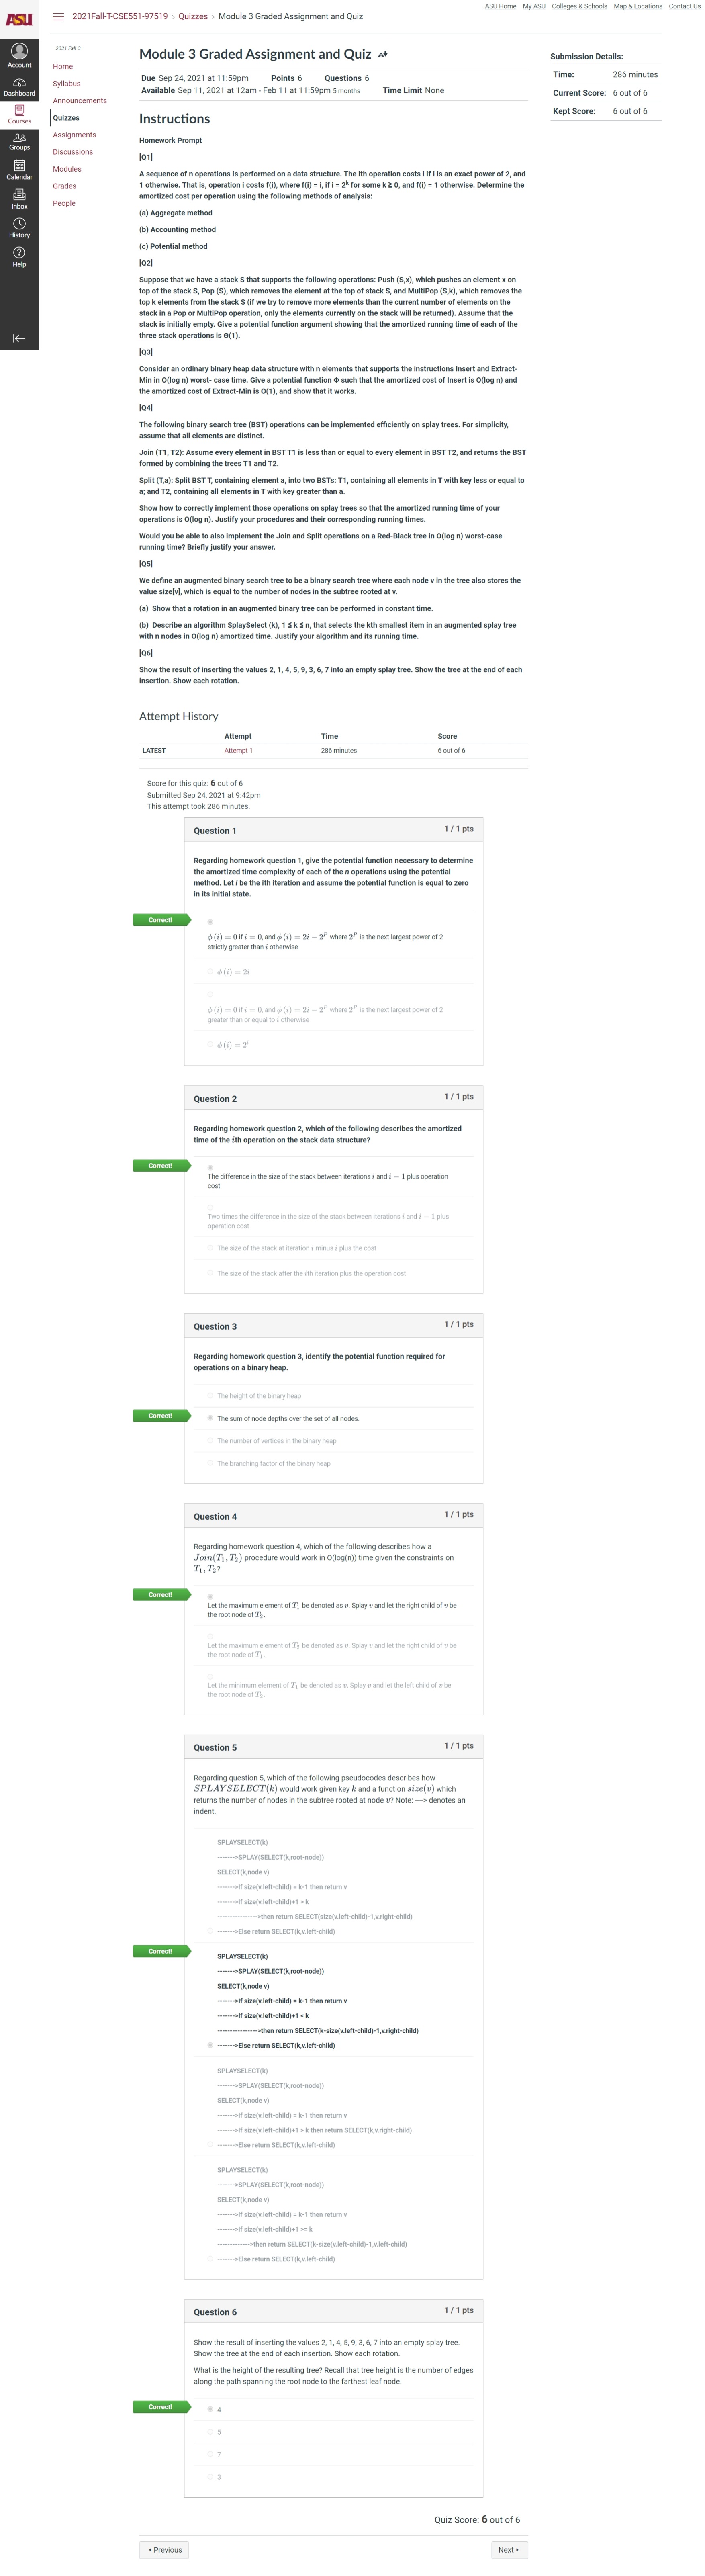 ASU Home My ASU Colleges & Schools Map & Locations Contact Us
ASU
2021Fall-T-CSE551-97519 › Quizzes › Module 3 Graded Assignment and Quiz
Account
Dashboard
Courses
Groups
Calendar
Inbox
History
Help
2021 Fall C
Home
Syllabus
Announcements
Quizzes
Assignments
Discussions
Modules
Grades
People
Module 3 Graded Assignment and Quiz
Due Sep 24, 2021 at 11:59pm Points 6 Questions 6
Available Sep 11, 2021 at 12am - Feb 11 at 11:59pm 5 months Time Limit None
Submission Details:
Time: 286 minutes
Current Score: 6 out of 6
Kept Score: 6 out of 6
Instructions
Homework Prompt
[Q1]
A sequence of n operations is performed on a data structure. The ith operation costs i if i is an exact power of 2, and
1 otherwise. That is, operation i costs f(i), where f(i) = i, if i = 2^k for some k ≥ 0, and f(i) = 1 otherwise. Determine the
amortized cost per operation using the following methods of analysis:
(a) Aggregate method
(b) Accounting method
(c) Potential method
[Q2]
Suppose that we have a stack S that supports the following operations: Push (S,x), which pushes an element x on
top of the stack S, Pop (S), which removes the element at the top of stack S, and MultiPop (S,k), which removes the
top k elements from the stack S (if we try to remove more elements than the current number of elements on the
stack in a Pop or MultiPop operation, only the elements currently on the stack will be returned). Assume that the
stack is initially empty. Give a potential function argument showing that the amortized running time of each of the
three stack operations is Θ(1).
[Q3]
Consider an ordinary binary heap data structure with n elements that supports the instructions Insert and Extract-
Min in O(log n) worst- case time. Give a potential function Φ such that the amortized cost of Insert is O(log n) and
the amortized cost of Extract-Min is O(1), and show that it works.
[Q4]
The following binary search tree (BST) operations can be implemented efficiently on splay trees. For simplicity,
assume that all elements are distinct.
Join (T1, T2): Assume every element in BST T1 is less than or equal to every element in BST T2, and returns the BST
formed by combining the trees T1 and T2.
Split (T,a): Split BST T, containing element a, into two BSTs: T1, containing all elements in T with key less or equal to
a; and T2, containing all elements in T with key greater than a.
Show how to correctly implement those operations on splay trees so that the amortized running time of your
operations is O(log n). Justify your procedures and their corresponding running times.
Would you be able to also implement the Join and Split operations on a Red-Black tree in O(log n) worst-case
running time? Briefly justify your answer.
[Q5]
We define an augmented binary search tree to be a binary search tree where each node v in the tree also stores the
value size[v], which is equal to the number of nodes in the subtree rooted at v.
(a) Show that a rotation in an augmented binary tree can be performed in constant time.
(b) Describe an algorithm SplaySelect (k), 1 ≤ k ≤ n, that selects the kth smallest item in an augmented splay tree
with n nodes in O(log n) amortized time. Justify your algorithm and its running time.
[Q6]
Show the result of inserting the values 2, 1, 4, 5, 9, 3, 6, 7 into an empty splay tree. Show the tree at the end of each
insertion. Show each rotation.
Attempt History
Attempt Time Score
LATEST Attempt 1 286 minutes 6 out of 6
Score for this quiz: 6 out of 6
Submitted Sep 24, 2021 at 9:42pm
This attempt took 286 minutes.
Question 1 1 / 1 pts
Regarding homework question 1, give the potential function necessary to determine
the amortized time complexity of each of the n operations using the potential
method. Let i be the ith iteration and assume the potential function is equal to zero
in its initial state.
Correct!
ϕ (i) = 0 if i = 0, and ϕ (i) = 2i − 2^P where 2^P is the next largest power of 2
strictly greater than i otherwise
ϕ (i) = 2i
ϕ (i) = 0 if i = 0, and ϕ (i) = 2i − 2^P where 2^P is the next largest power of 2
greater than or equal to i otherwise
ϕ (i) = 2^i
Question 2 1 / 1 pts
Regarding homework question 2, which of the following describes the amortized
time of the ith operation on the stack data structure?
Correct!
The difference in the size of the stack between iterations i and i − 1 plus operation
cost
Two times the difference in the size of the stack between iterations i and i − 1 plus
operation cost
The size of the stack at iteration i minus i plus the cost
The size of the stack after the ith iteration plus the operation cost
Question 3 1 / 1 pts
Regarding homework question 3, identify the potential function required for
operations on a binary heap.
The height of the binary heap
Correct!
The sum of node depths over the set of all nodes.
The number of vertices in the binary heap
The branching factor of the binary heap
Question 4 1 / 1 pts
Regarding homework question 4, which of the following describes how a
Join(T₁, T₂) procedure would work in O(log(n)) time given the constraints on
T₁, T₂?
Correct!
Let the maximum element of T₁ be denoted as v. Splay v and let the right child of v be
the root node of T₂.
Let the maximum element of T₂ be denoted as v. Splay v and let the right child of v be
the root node of T₁.
Let the minimum element of T₁ be denoted as v. Splay v and let the left child of v be
the root node of T₂.
Question 5 1 / 1 pts
Regarding question 5, which of the following pseudocodes describes how
SPLAYSELECT(k) would work given key k and a function size(v) which
returns the number of nodes in the subtree rooted at node v? Note: ---> denotes an
indent.
SPLAYSELECT(k)
------->SPLAY(SELECT(k,root-node))
SELECT(k,node v)
------->If size(v.left-child) = k-1 then return v
------->If size(v.left-child)+1 = k
---------------->then return SELECT(size(v.left-child)-1,v.right-child)
------->Else return SELECT(k,v.left-child)
Correct!
SPLAYSELECT(k)
------->SPLAY(SELECT(k,root-node))
SELECT(k,node v)
------->If size(v.left-child) = k-1 then return v
------->If size(v.left-child)+1 < k
---------------->then return SELECT(k-size(v.left-child)-1,v.right-child)
------->Else return SELECT(k,v.left-child)
SPLAYSELECT(k)
------->SPLAY(SELECT(k,root-node))
SELECT(k,node v)
------->If size(v.left-child) = k-1 then return v
------->If size(v.left-child)+1 = k then return SELECT(k,v.right-child)
------->Else return SELECT(k,v.left-child)
SPLAYSELECT(k)
------->SPLAY(SELECT(k,root-node))
SELECT(k,node v)
------->If size(v.left-child) = k-1 then return v
------->If size(v.left-child)+1 == k
------------->then return SELECT(k-size(v.left-child)-1,v.left-child)
------->Else return SELECT(k,v.left-child)
Question 6 1 / 1 pts
Show the result of inserting the values 2, 1, 4, 5, 9, 3, 6, 7 into an empty splay tree.
Show the tree at the end of each insertion. Show each rotation.
What is the height of the resulting tree? Recall that tree height is the number of edges
along the path spanning the root node to the farthest leaf node.
Correct!
4
5
7
3
Quiz Score: 6 out of 6
◂ Previous
Next ▸